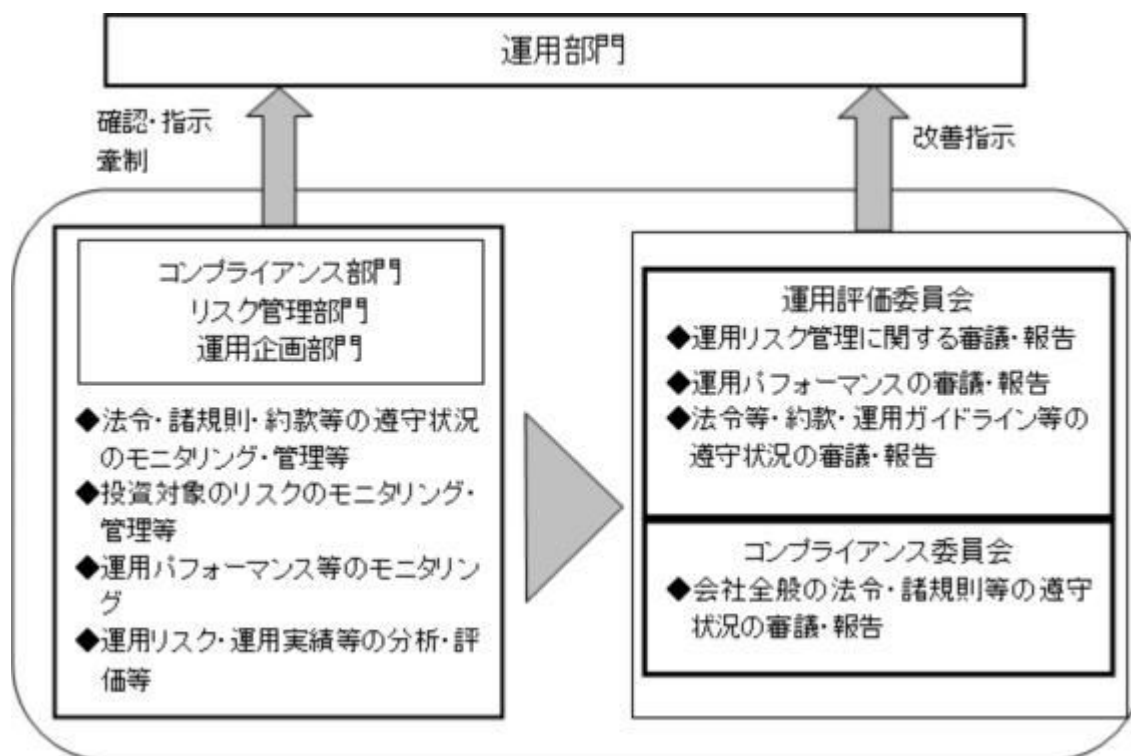 運用部門
確認・指示
牽制
改善指示
コンプライアンス部門
リスク管理部門
運用企画部門
◆法令・諸規則・約款等の遵守状況
のモニタリング・管理等
◆投資対象のリスクのモニタリング・
管理等
◆運用パフォーマンス等のモニタリン
グ
◆運用リスク・運用実績等の分析・評
価等
運用評価委員会
◆運用リスク管理に関する審議・報告
◆運用パフォーマンスの審議・報告
◆法令等・約款・運用ガイドライン等の
遵守状況の審議・報告
コンプライアンス委員会
◆会社全般の法令・諸規則等の遵守
状況の審議・報告